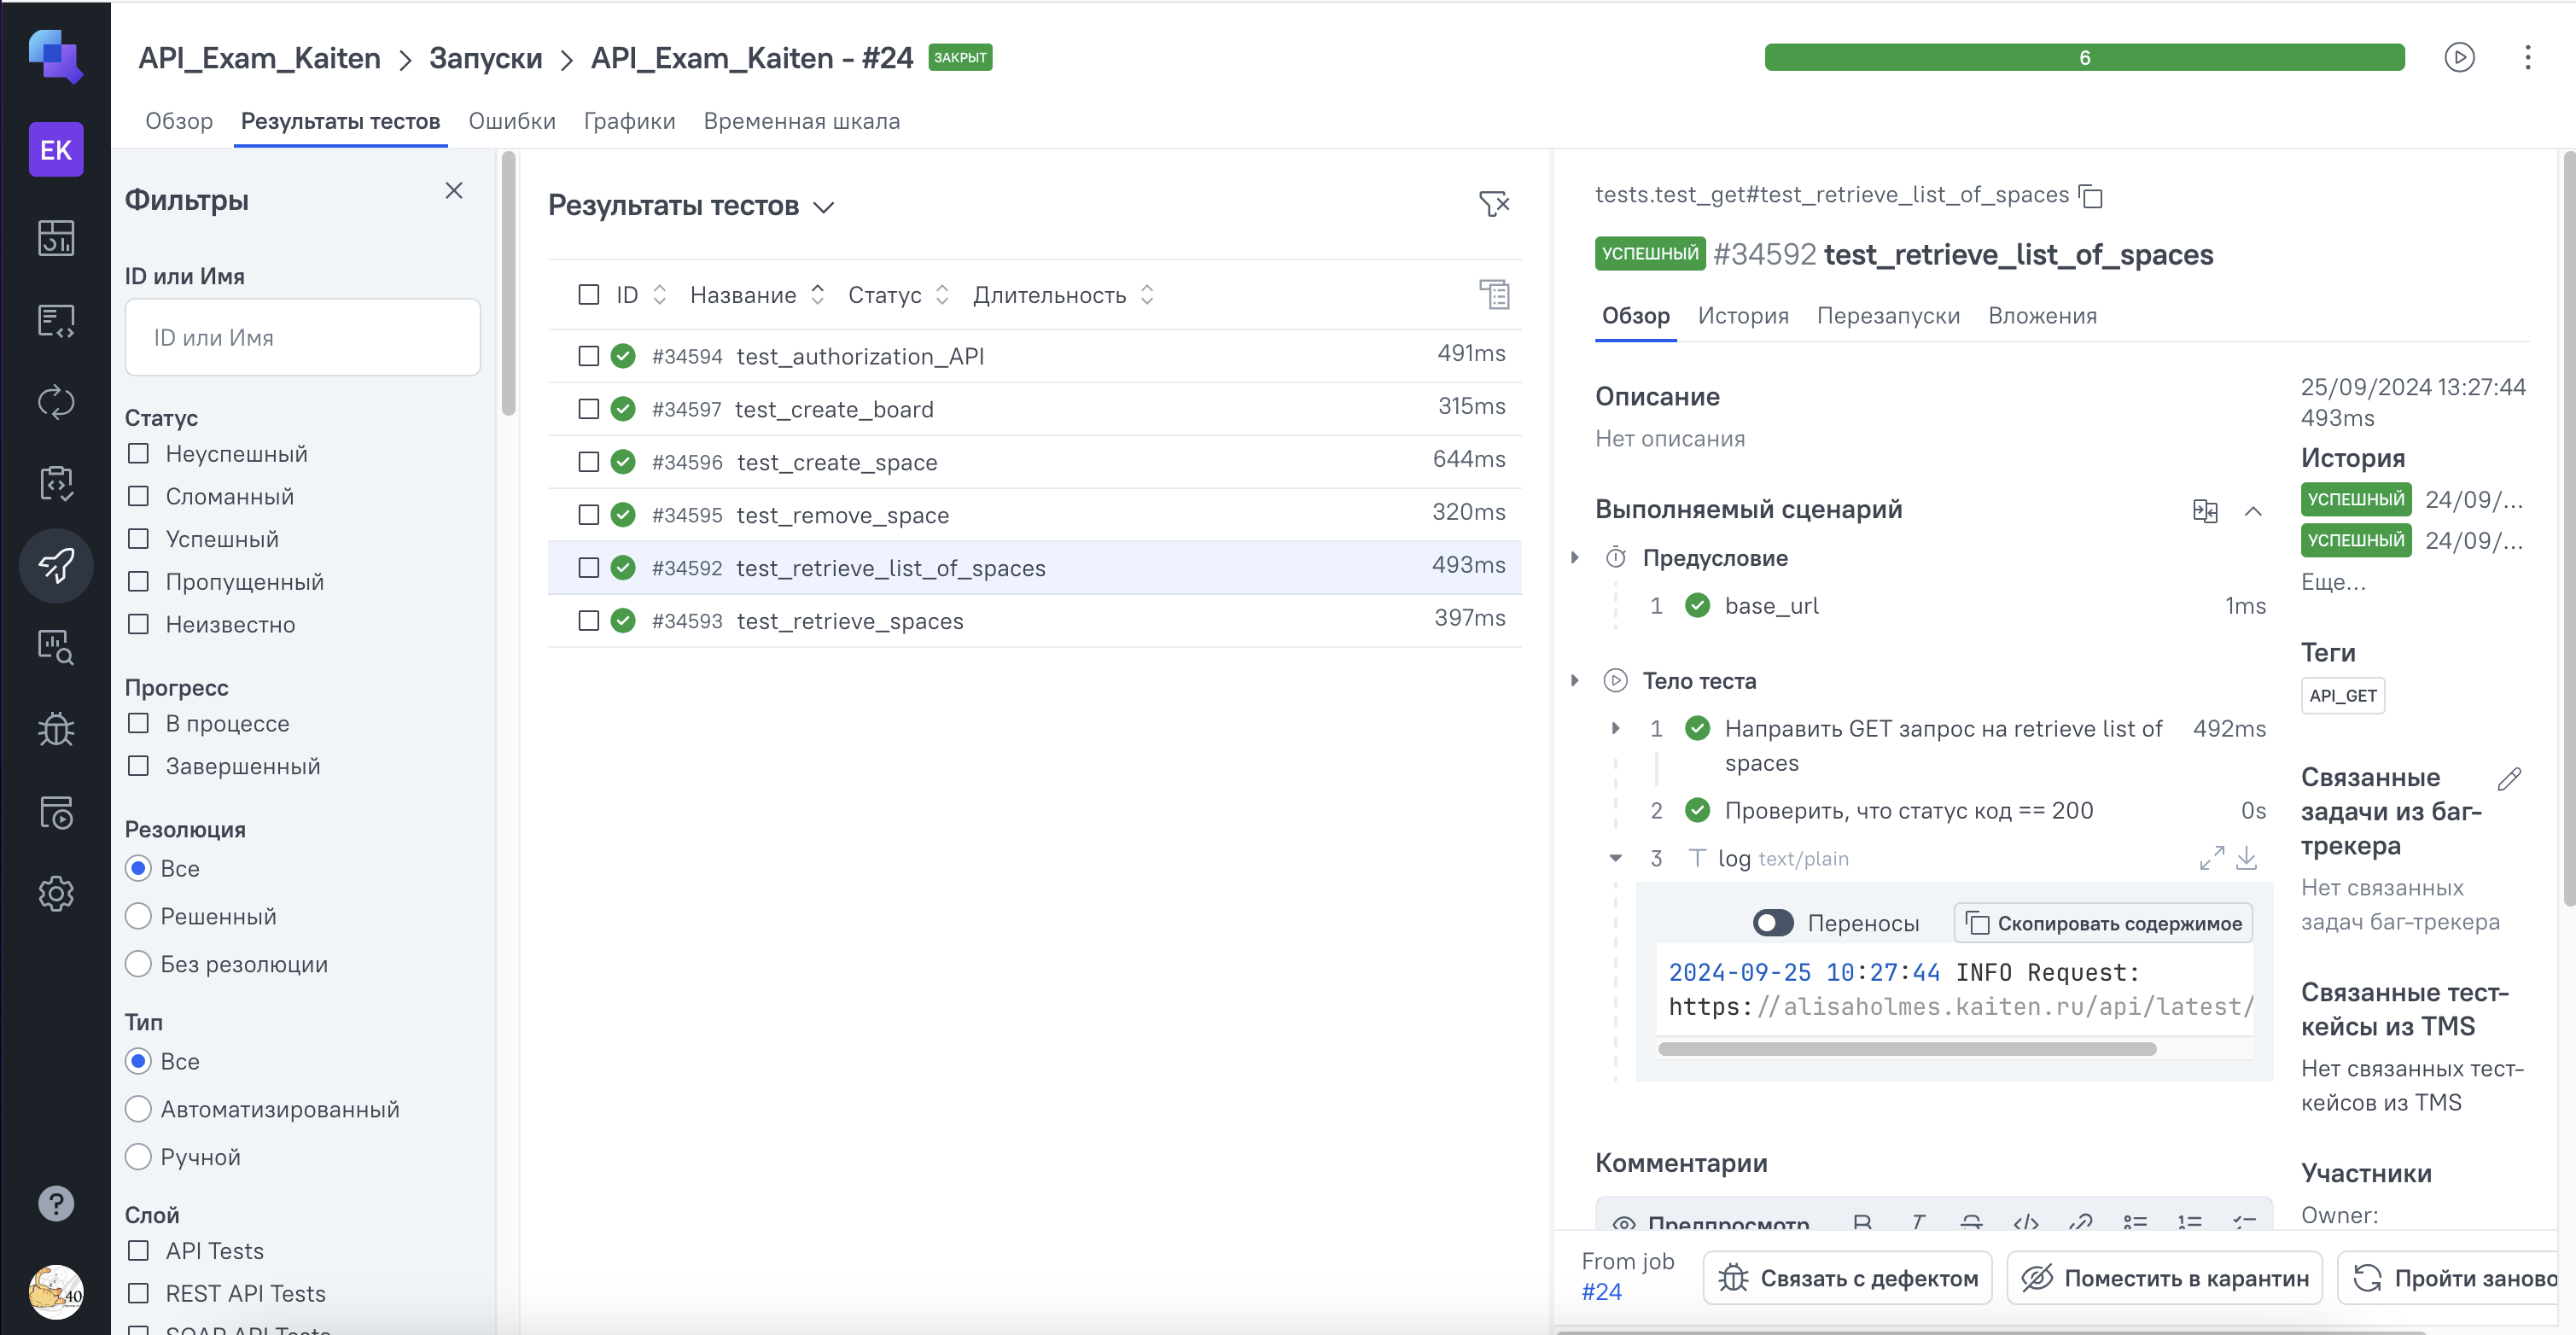 API_Exam_Kaiten > Запуски > API_Exam_Kaiten - #24 ЗАКРЫТ
6
EK
Обзор Результаты тестов Ошибки Графики Временная шкала
Фильтры
ID или Имя
ID или Имя
Статус
Неуспешный
Сломанный
Успешный
Пропущенный
Неизвестно
Прогресс
В процессе
Завершенный
Резолюция
Все
Решенный
Без резолюции
Тип
Все
Автоматизированный
Ручной
Слой
API Tests
REST API Tests
SOAP API Tests
40
Результаты тестов
ID Название Статус Длительность
#34594 test_authorization_API 491ms
#34597 test_create_board 315ms
#34596 test_create_space 644ms
#34595 test_remove_space 320ms
#34592 test_retrieve_list_of_spaces 493ms
#34593 test_retrieve_spaces 397ms
tests.test_get#test_retrieve_list_of_spaces
УСПЕШНЫЙ #34592 test_retrieve_list_of_spaces
Обзор История Перезапуски Вложения
Описание
Нет описания
Выполняемый сценарий
Предусловие
1 base_url 1ms
Тело теста
1 Направить GET запрос на retrieve list of 492ms
spaces
2 Проверить, что статус код == 200 0s
3 log text/plain
Переносы Скопировать содержимое
2024-09-25 10:27:44 INFO Request:
https://alisaholmes.kaiten.ru/api/latest/
Комментарии
Предпросмотр
25/09/2024 13:27:44
493ms
История
УСПЕШНЫЙ 24/09/...
УСПЕШНЫЙ 24/09/...
Еще...
Теги
API_GET
Связанные
задачи из баг-
трекера
Нет связанных
задач баг-трекера
Связанные тест-
кейсы из TMS
Нет связанных тест-
кейсов из TMS
Участники
Owner:
From job
#24
Связать с дефектом Поместить в карантин Пройти заново